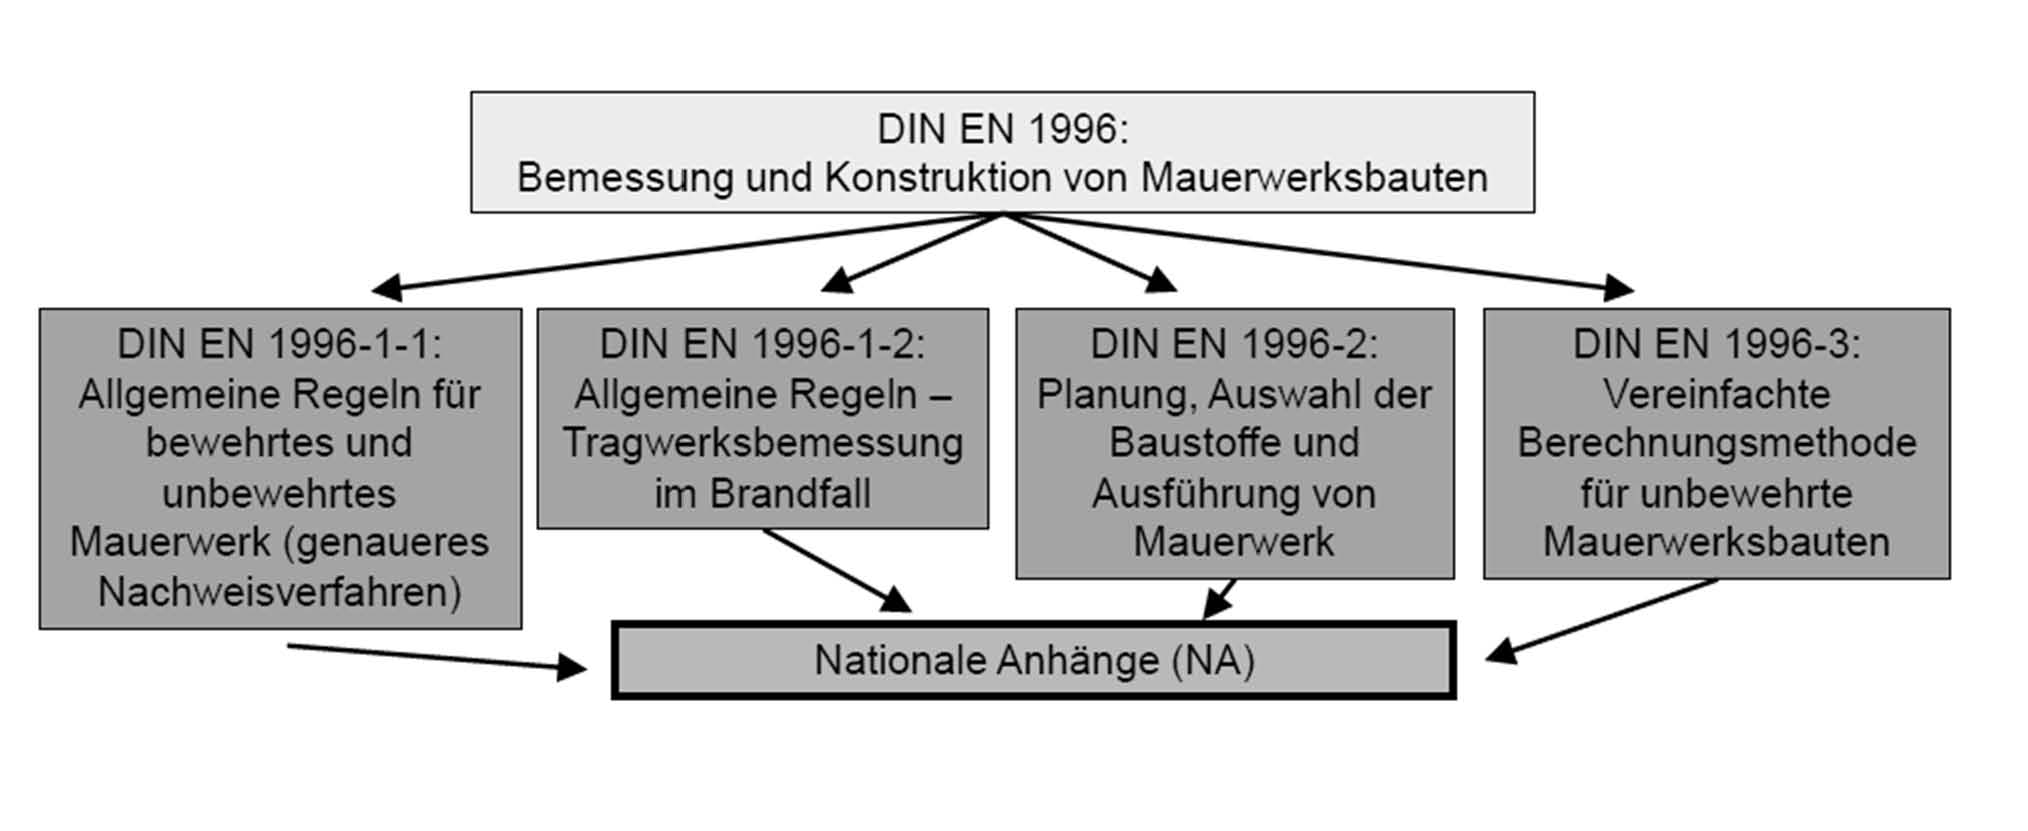 DIN EN 1996:
Bemessung und Konstruktion von Mauerwerksbauten
DIN EN 1996-1-1:
Allgemeine Regeln für
bewehrtes und
unbewehrtes
Mauerwerk (genaueres
Nachweisverfahren)
DIN EN 1996-1-2:
Allgemeine Regeln –
Tragwerksbemessung
im Brandfall
DIN EN 1996-2:
Planung, Auswahl der
Baustoffe und
Ausführung von
Mauerwerk
DIN EN 1996-3:
Vereinfachte
Berechnungsmethode
für unbewehrte
Mauerwerksbauten
Nationale Anhänge (NA)